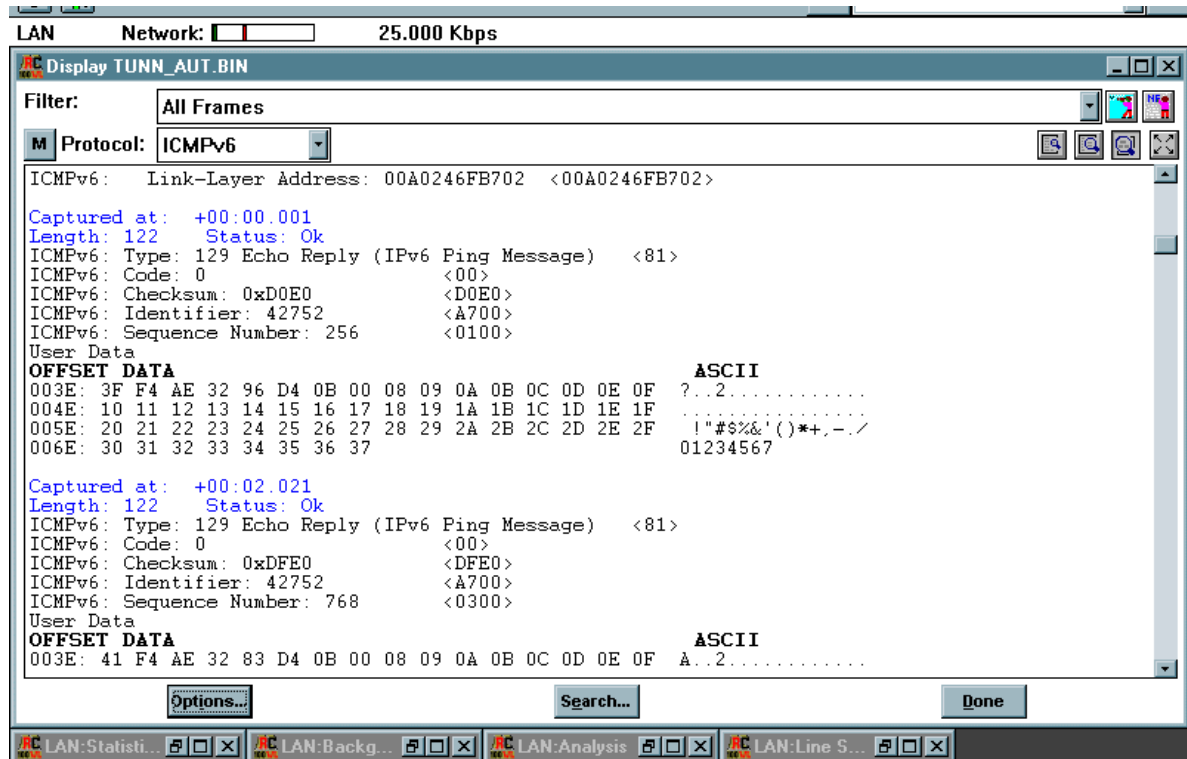 LAN Network: 25.000 Kbps
Display TUNN_AUT.BIN
Filter: All Frames
M Protocol: ICMPv6
ICMPv6: Link-Layer Address: 00A0246FB702 <00A0246FB702>
Captured at: +00:00.001
Length: 122 Status: Ok
ICMPv6: Type: 129 Echo Reply (IPv6 Ping Message) <81>
ICMPv6: Code: 0 <00>
ICMPv6: Checksum: 0xD0E0 <D0E0>
ICMPv6: Identifier: 42752 <A700>
ICMPv6: Sequence Number: 256 <0100>
User Data
OFFSET DATA ASCII
003E: 3F F4 AE 32 96 D4 0B 00 08 09 0A 0B 0C 0D 0E 0F ?..2............
004E: 10 11 12 13 14 15 16 17 18 19 1A 1B 1C 1D 1E 1F ................
005E: 20 21 22 23 24 25 26 27 28 29 2A 2B 2C 2D 2E 2F !"#$%&'()*+,-./
006E: 30 31 32 33 34 35 36 37 01234567
Captured at: +00:02.021
Length: 122 Status: Ok
ICMPv6: Type: 129 Echo Reply (IPv6 Ping Message) <81>
ICMPv6: Code: 0 <00>
ICMPv6: Checksum: 0xDFE0 <DFE0>
ICMPv6: Identifier: 42752 <A700>
ICMPv6: Sequence Number: 768 <0300>
User Data
OFFSET DATA ASCII
003E: 41 F4 AE 32 83 D4 0B 00 08 09 0A 0B 0C 0D 0E 0F A..2............
Options... Search... Done
LAN:Statisti... LAN:Backg... LAN:Analysis LAN:Line S...